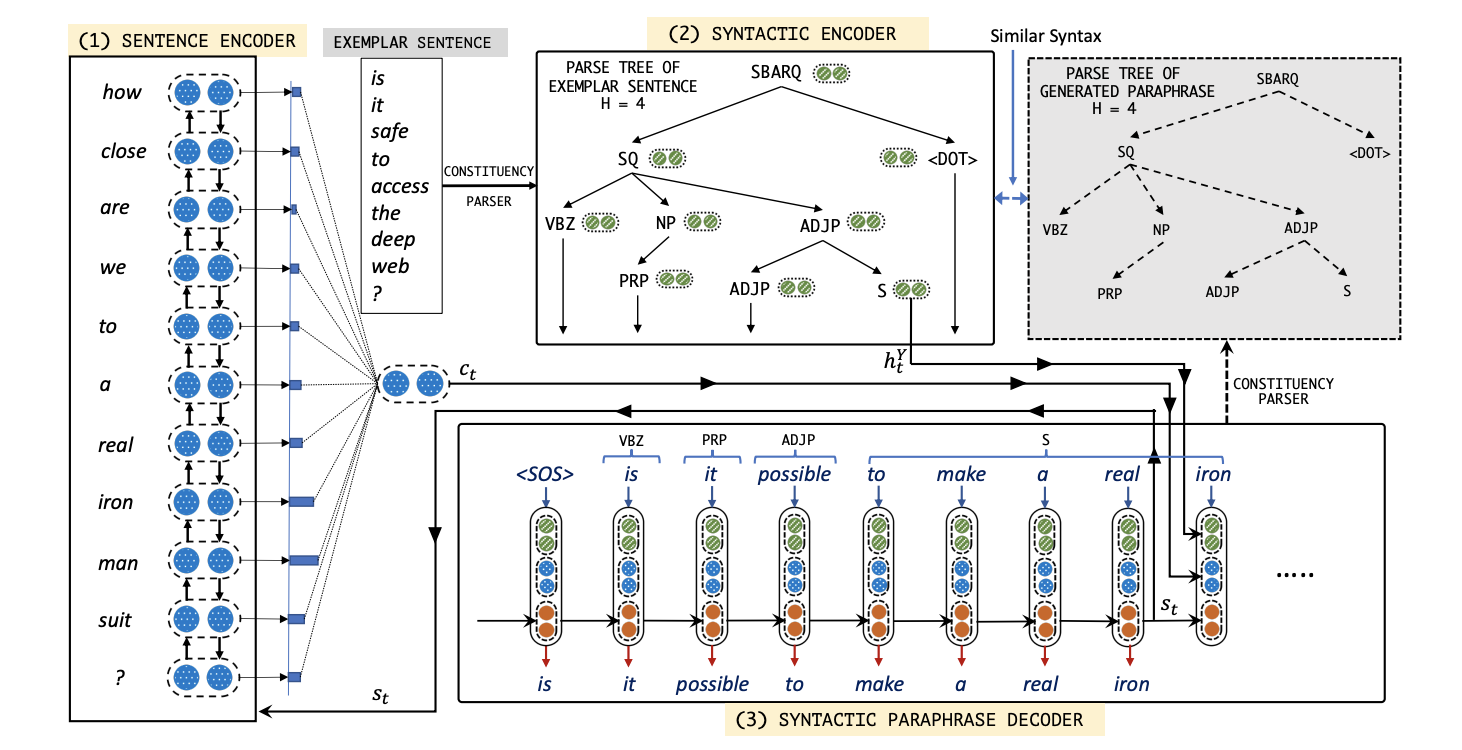 (1) SENTENCE ENCODER
how
close
are
we
to
a
real
iron
man
suit
?
EXEMPLAR SENTENCE
is
it
safe
to
access
the
deep
web
?
CONSTITUENCY
PARSER
(2) SYNTACTIC ENCODER
PARSE TREE OF
EXEMPLAR SENTENCE
H = 4
SBARQ
SQ
<DOT>
VBZ
NP
ADJP
PRP
ADJP
S
Similar Syntax
PARSE TREE OF
GENERATED PARAPHRASE
H = 4
SBARQ
SQ
<DOT>
VBZ
NP
ADJP
PRP
ADJP
S
CONSTITUENCY
PARSER
c_t
h_t^Y
s_t
VBZ PRP ADJP S
<SOS> is it possible to make a real iron
s_t
.....
is it possible to make a real iron
(3) SYNTACTIC PARAPHRASE DECODER